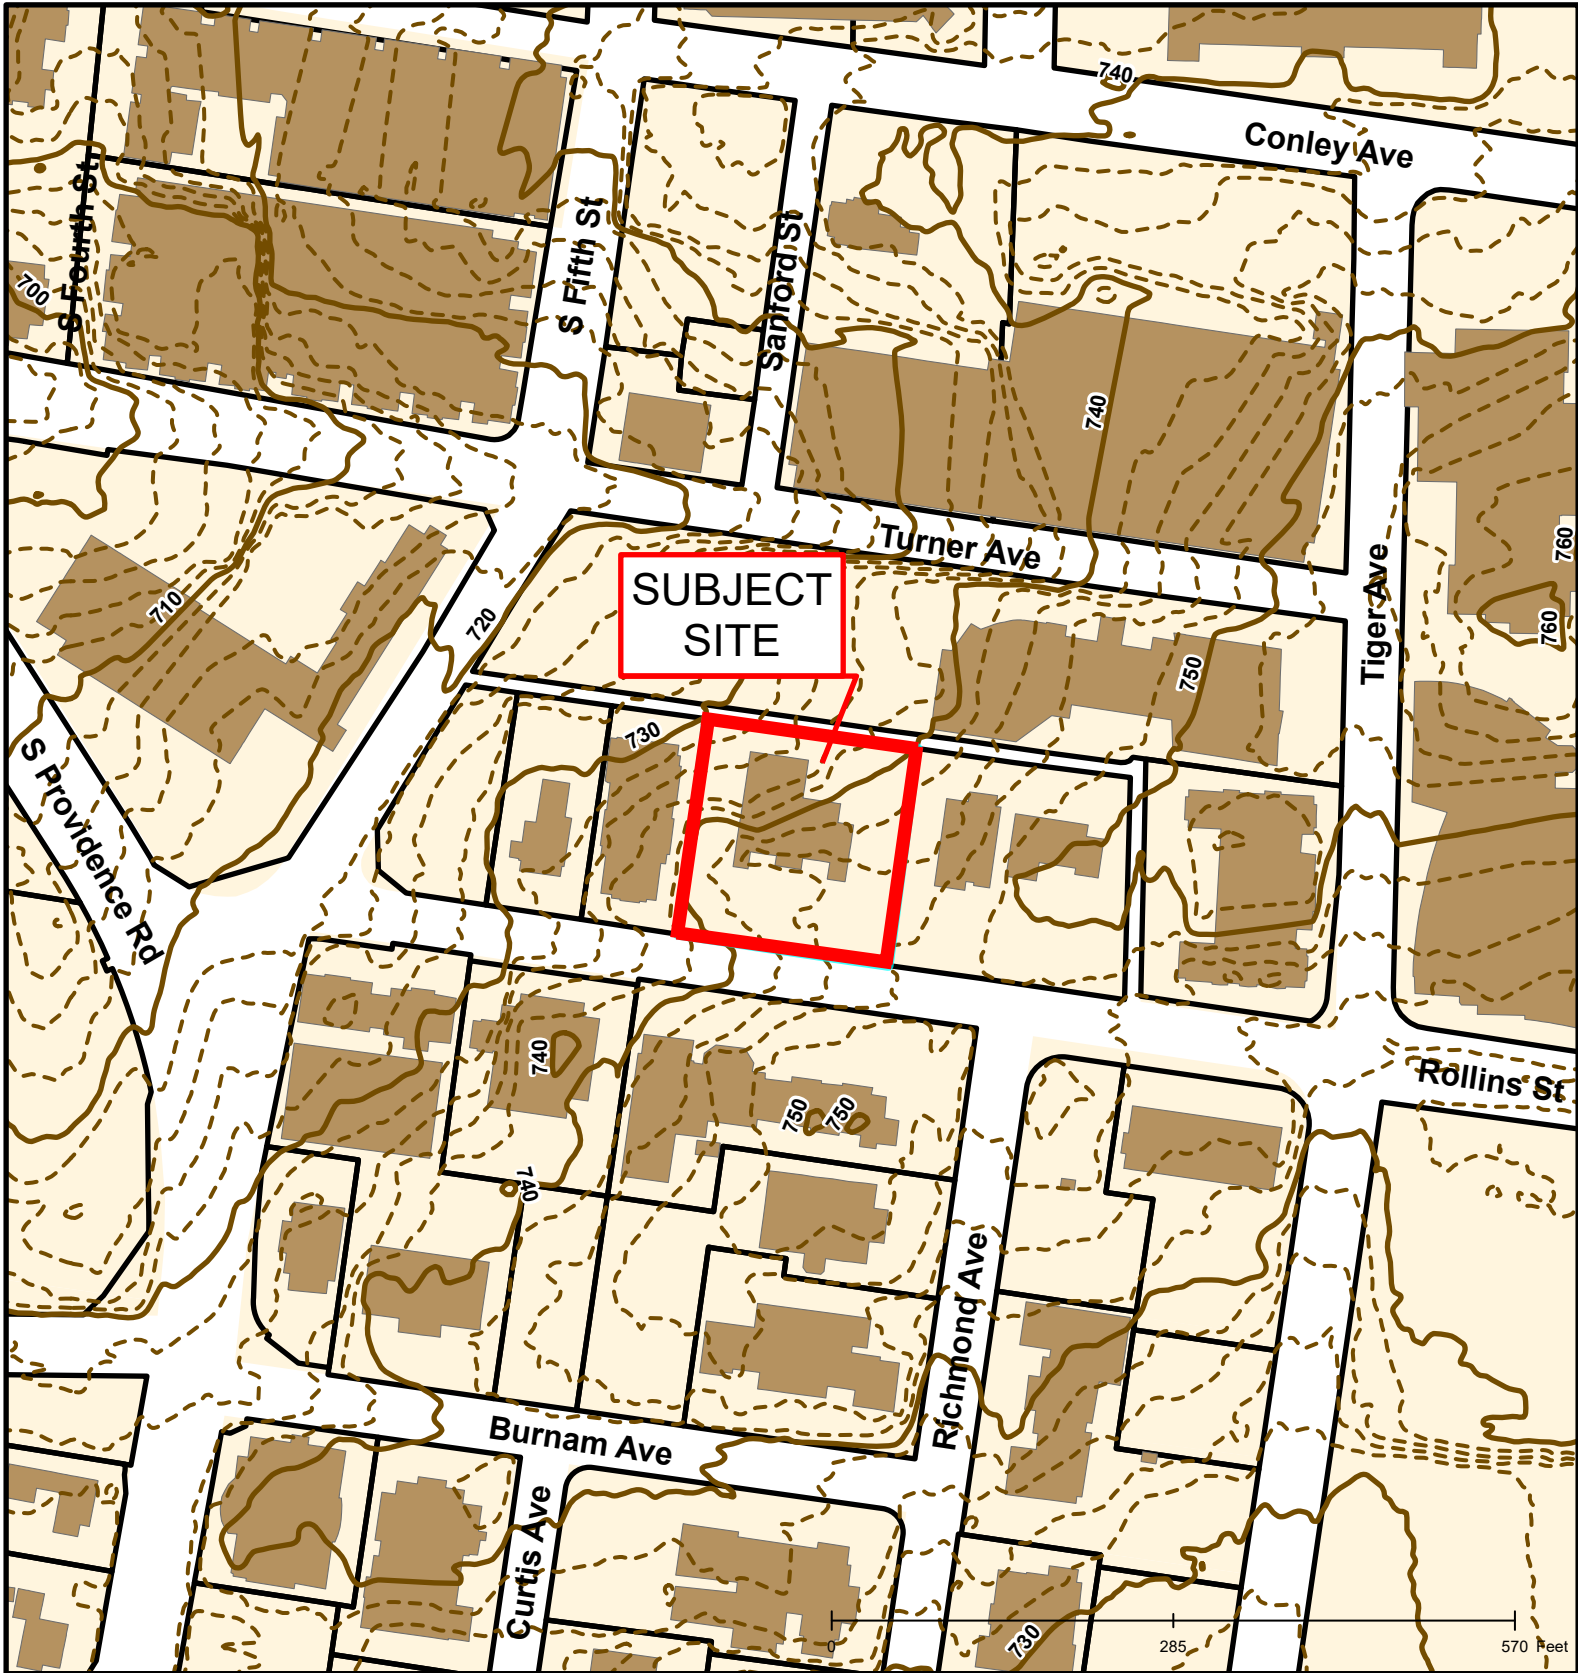 740
Conley Ave
S Fourth St
S Fifth St
Sanford St
700
740
Turner Ave
Tiger Ave
760
760
SUBJECT
SITE
710
720
750
730
S Providence Rd
740
750
750
Rollins St
740
Richmond Ave
Burnam Ave
Curtis Ave
730
0
285
570 Feet